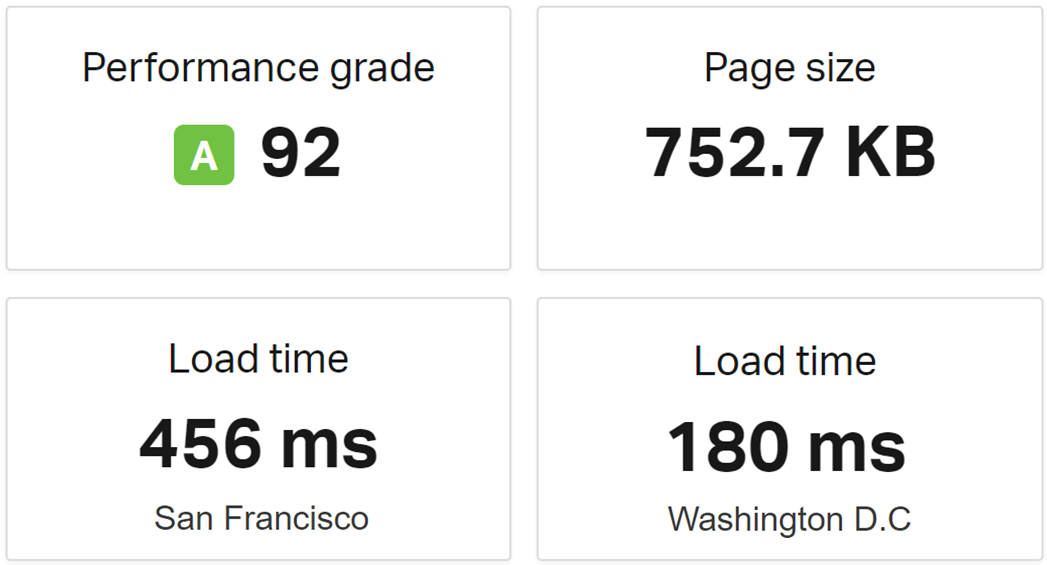 Performance grade
A 92
Page size
752.7 KB
Load time
456 ms
San Francisco
Load time
180 ms
Washington D.C